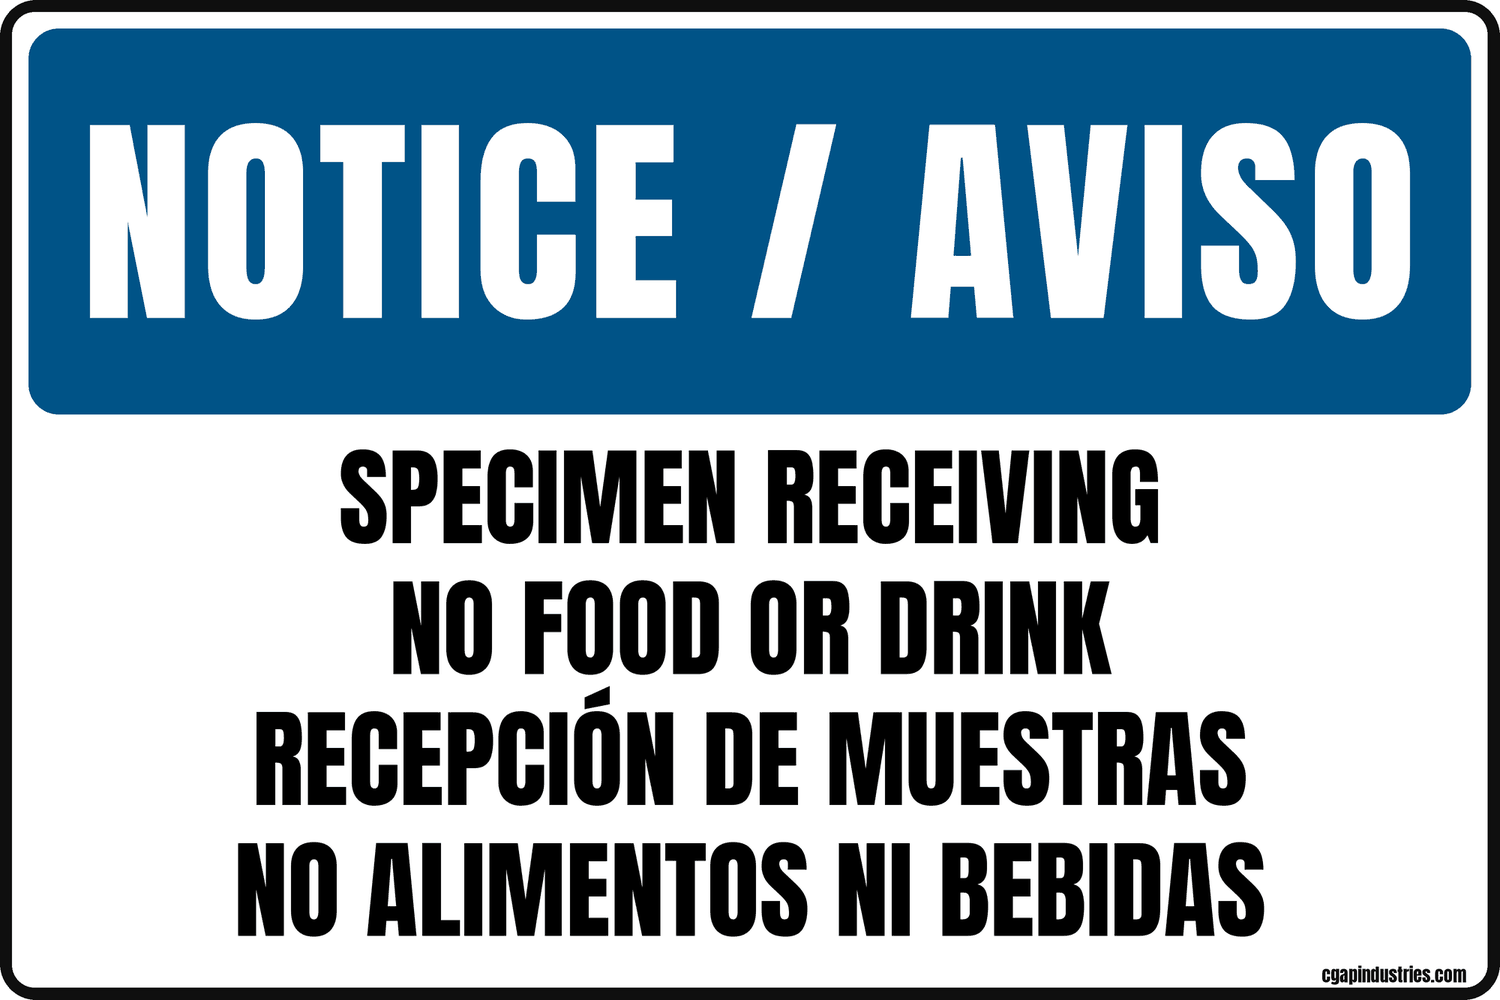 NOTICE / AVISO
SPECIMEN RECEIVING
NO FOOD OR DRINK
RECEPCIÓN DE MUESTRAS
NO ALIMENTOS NI BEBIDAS
cgapindustries.com